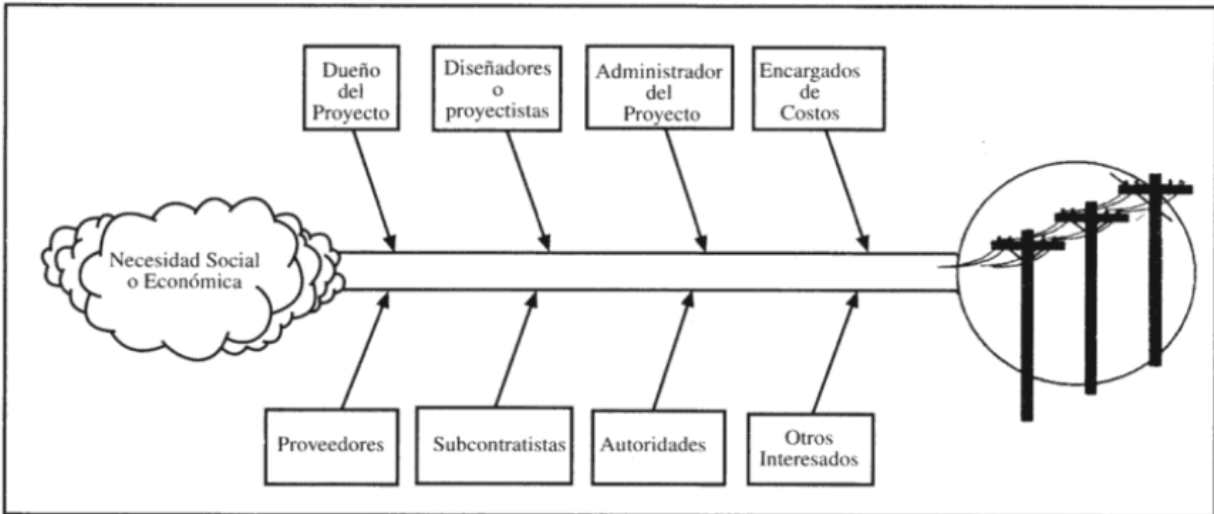 Dueño
del
Proyecto
Diseñadores
o
proyectistas
Administrador
del
Proyecto
Encargados
de
Costos
Necesidad Social
o Económica
Proveedores
Subcontratistas
Autoridades
Otros
Interesados